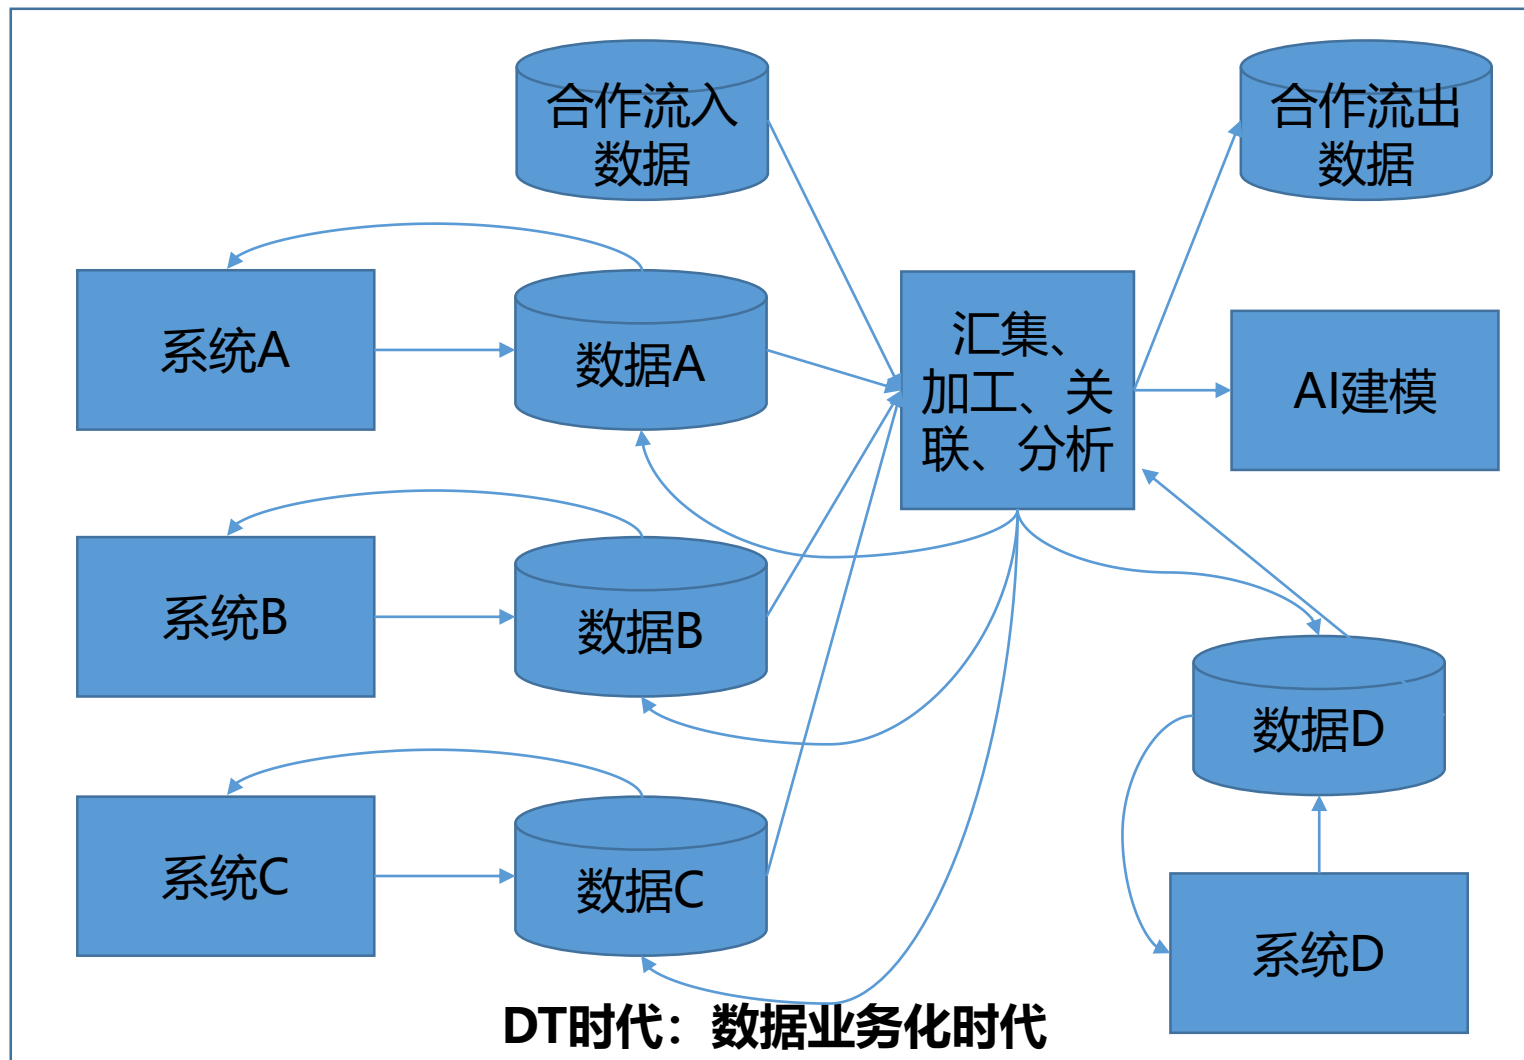 合作流入
数据
合作流出
数据
系统A
数据A
汇集、
加工、关
联、分析
AI建模
系统B
数据B
数据D
系统C
数据C
系统D
DT时代：数据业务化时代